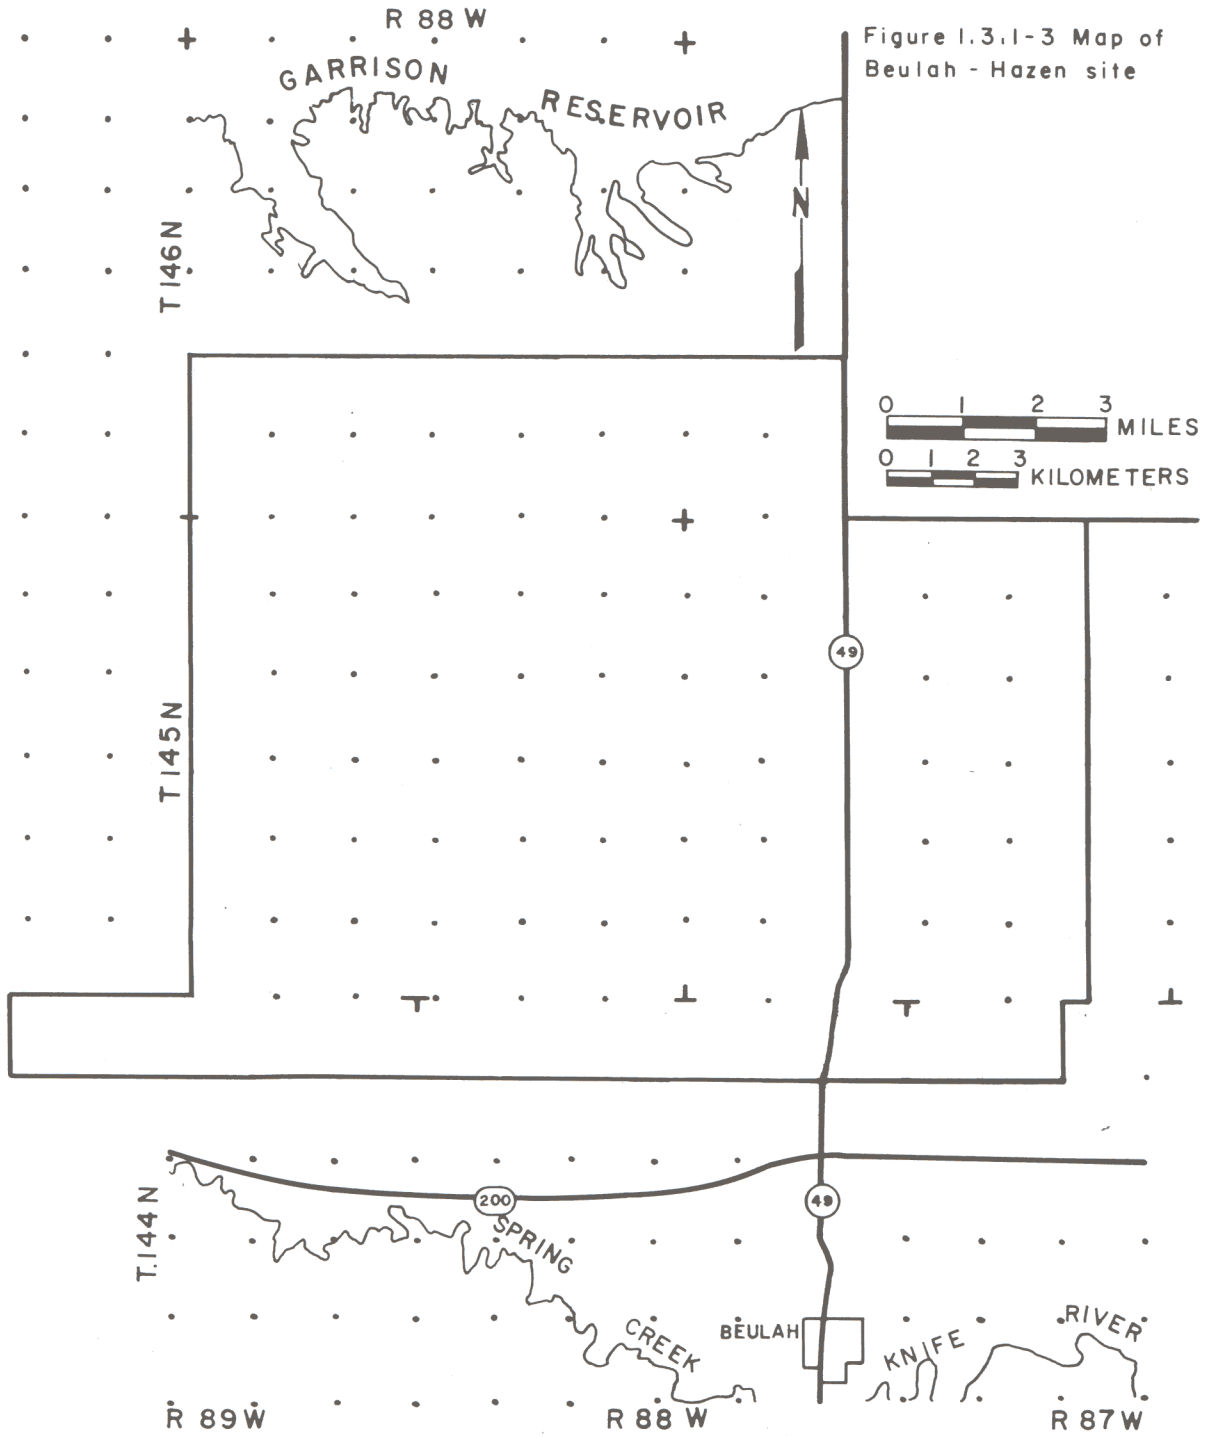 R 88 W
Figure 1.3.1-3 Map of
Beulah - Hazen site
GARRISON
RESERVOIR
N
T 146 N
0 1 2 3
MILES
0 1 2 3
KILOMETERS
49
T 145 N
200
49
SPRING
T.144 N
CREEK
BEULAH
KNIFE
RIVER
R 89 W
R 88 W
R 87 W